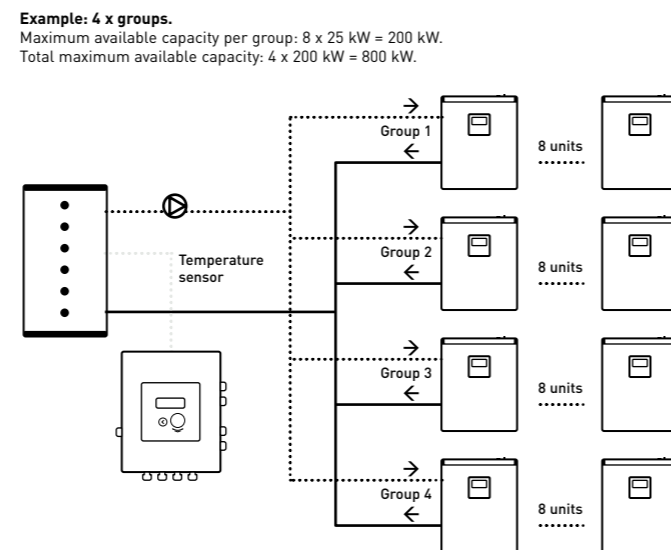 Example: 4 x groups.
Maximum available capacity per group: 8 x 25 kW = 200 kW.
Total maximum available capacity: 4 x 200 kW = 800 kW.
Group 1
8 units
Group 2
8 units
Temperature
sensor
Group 3
8 units
Group 4
8 units